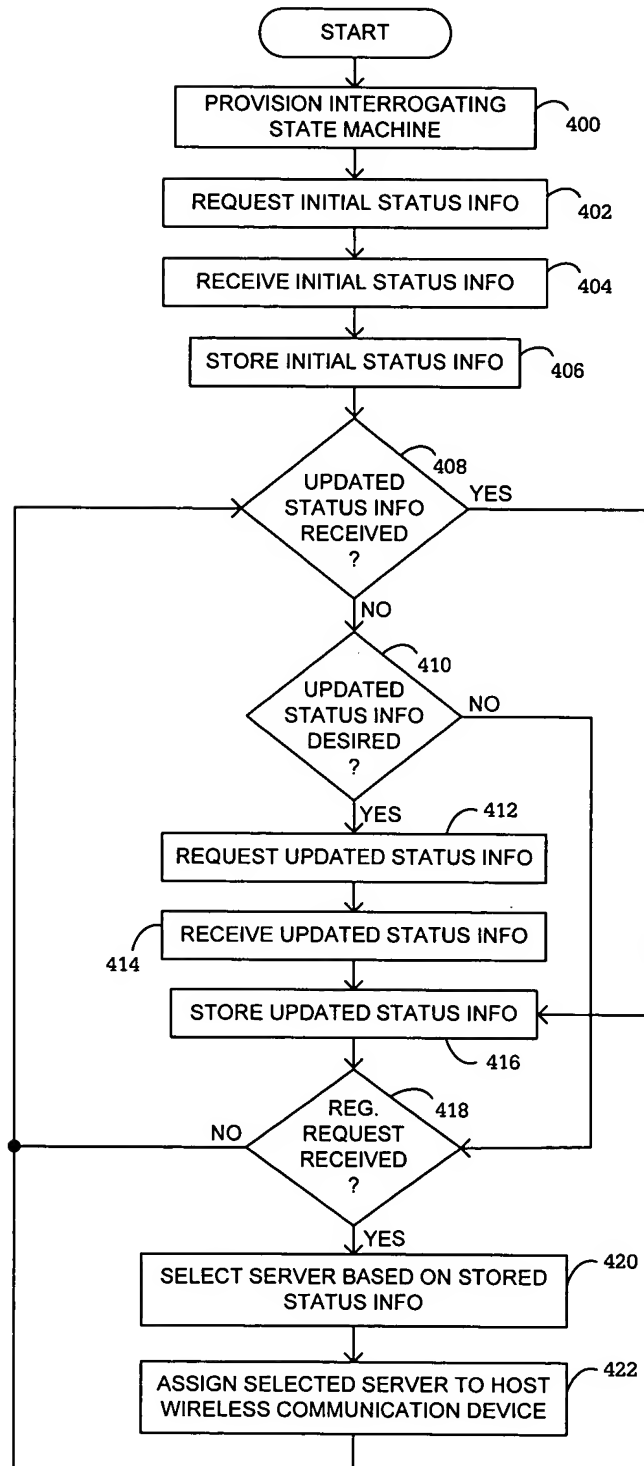 START
PROVISION INTERROGATING
STATE MACHINE
400
REQUEST INITIAL STATUS INFO
402
RECEIVE INITIAL STATUS INFO
404
STORE INITIAL STATUS INFO
406
408
UPDATED
STATUS INFO
RECEIVED
?
YES
NO
410
UPDATED
STATUS INFO
DESIRED
?
NO
YES
412
REQUEST UPDATED STATUS INFO
RECEIVE UPDATED STATUS INFO
414
STORE UPDATED STATUS INFO
416
418
REG.
REQUEST
RECEIVED
?
NO
YES
SELECT SERVER BASED ON STORED
STATUS INFO
420
ASSIGN SELECTED SERVER TO HOST
WIRELESS COMMUNICATION DEVICE
422